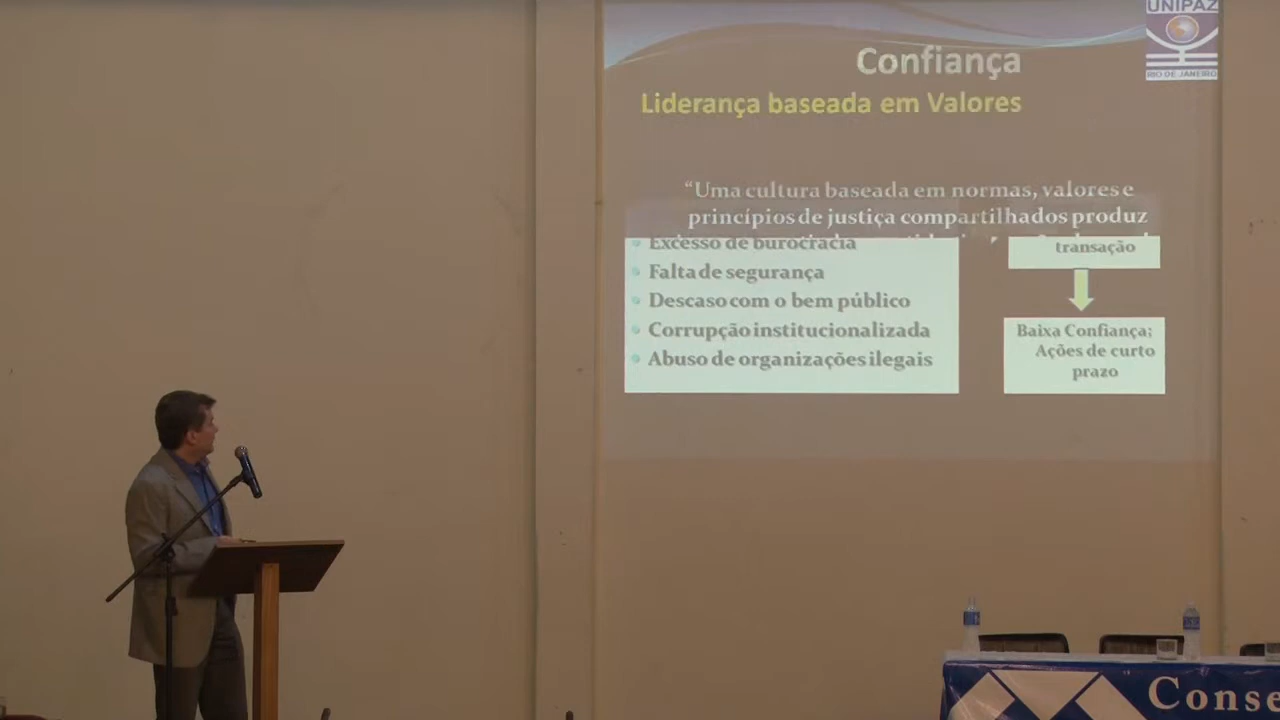 UNIPAZ
RIO DE JANEIRO
Confiança
Liderança baseada em Valores
“Uma cultura baseada em normas, valores e
princípios de justiça compartilhados produz
Excesso de burocracia
Falta de segurança
Descaso com o bem público
Corrupção institucionalizada
Abuso de organizações ilegais
transação
Baixa Confiança;
Ações de curto
prazo
Conse